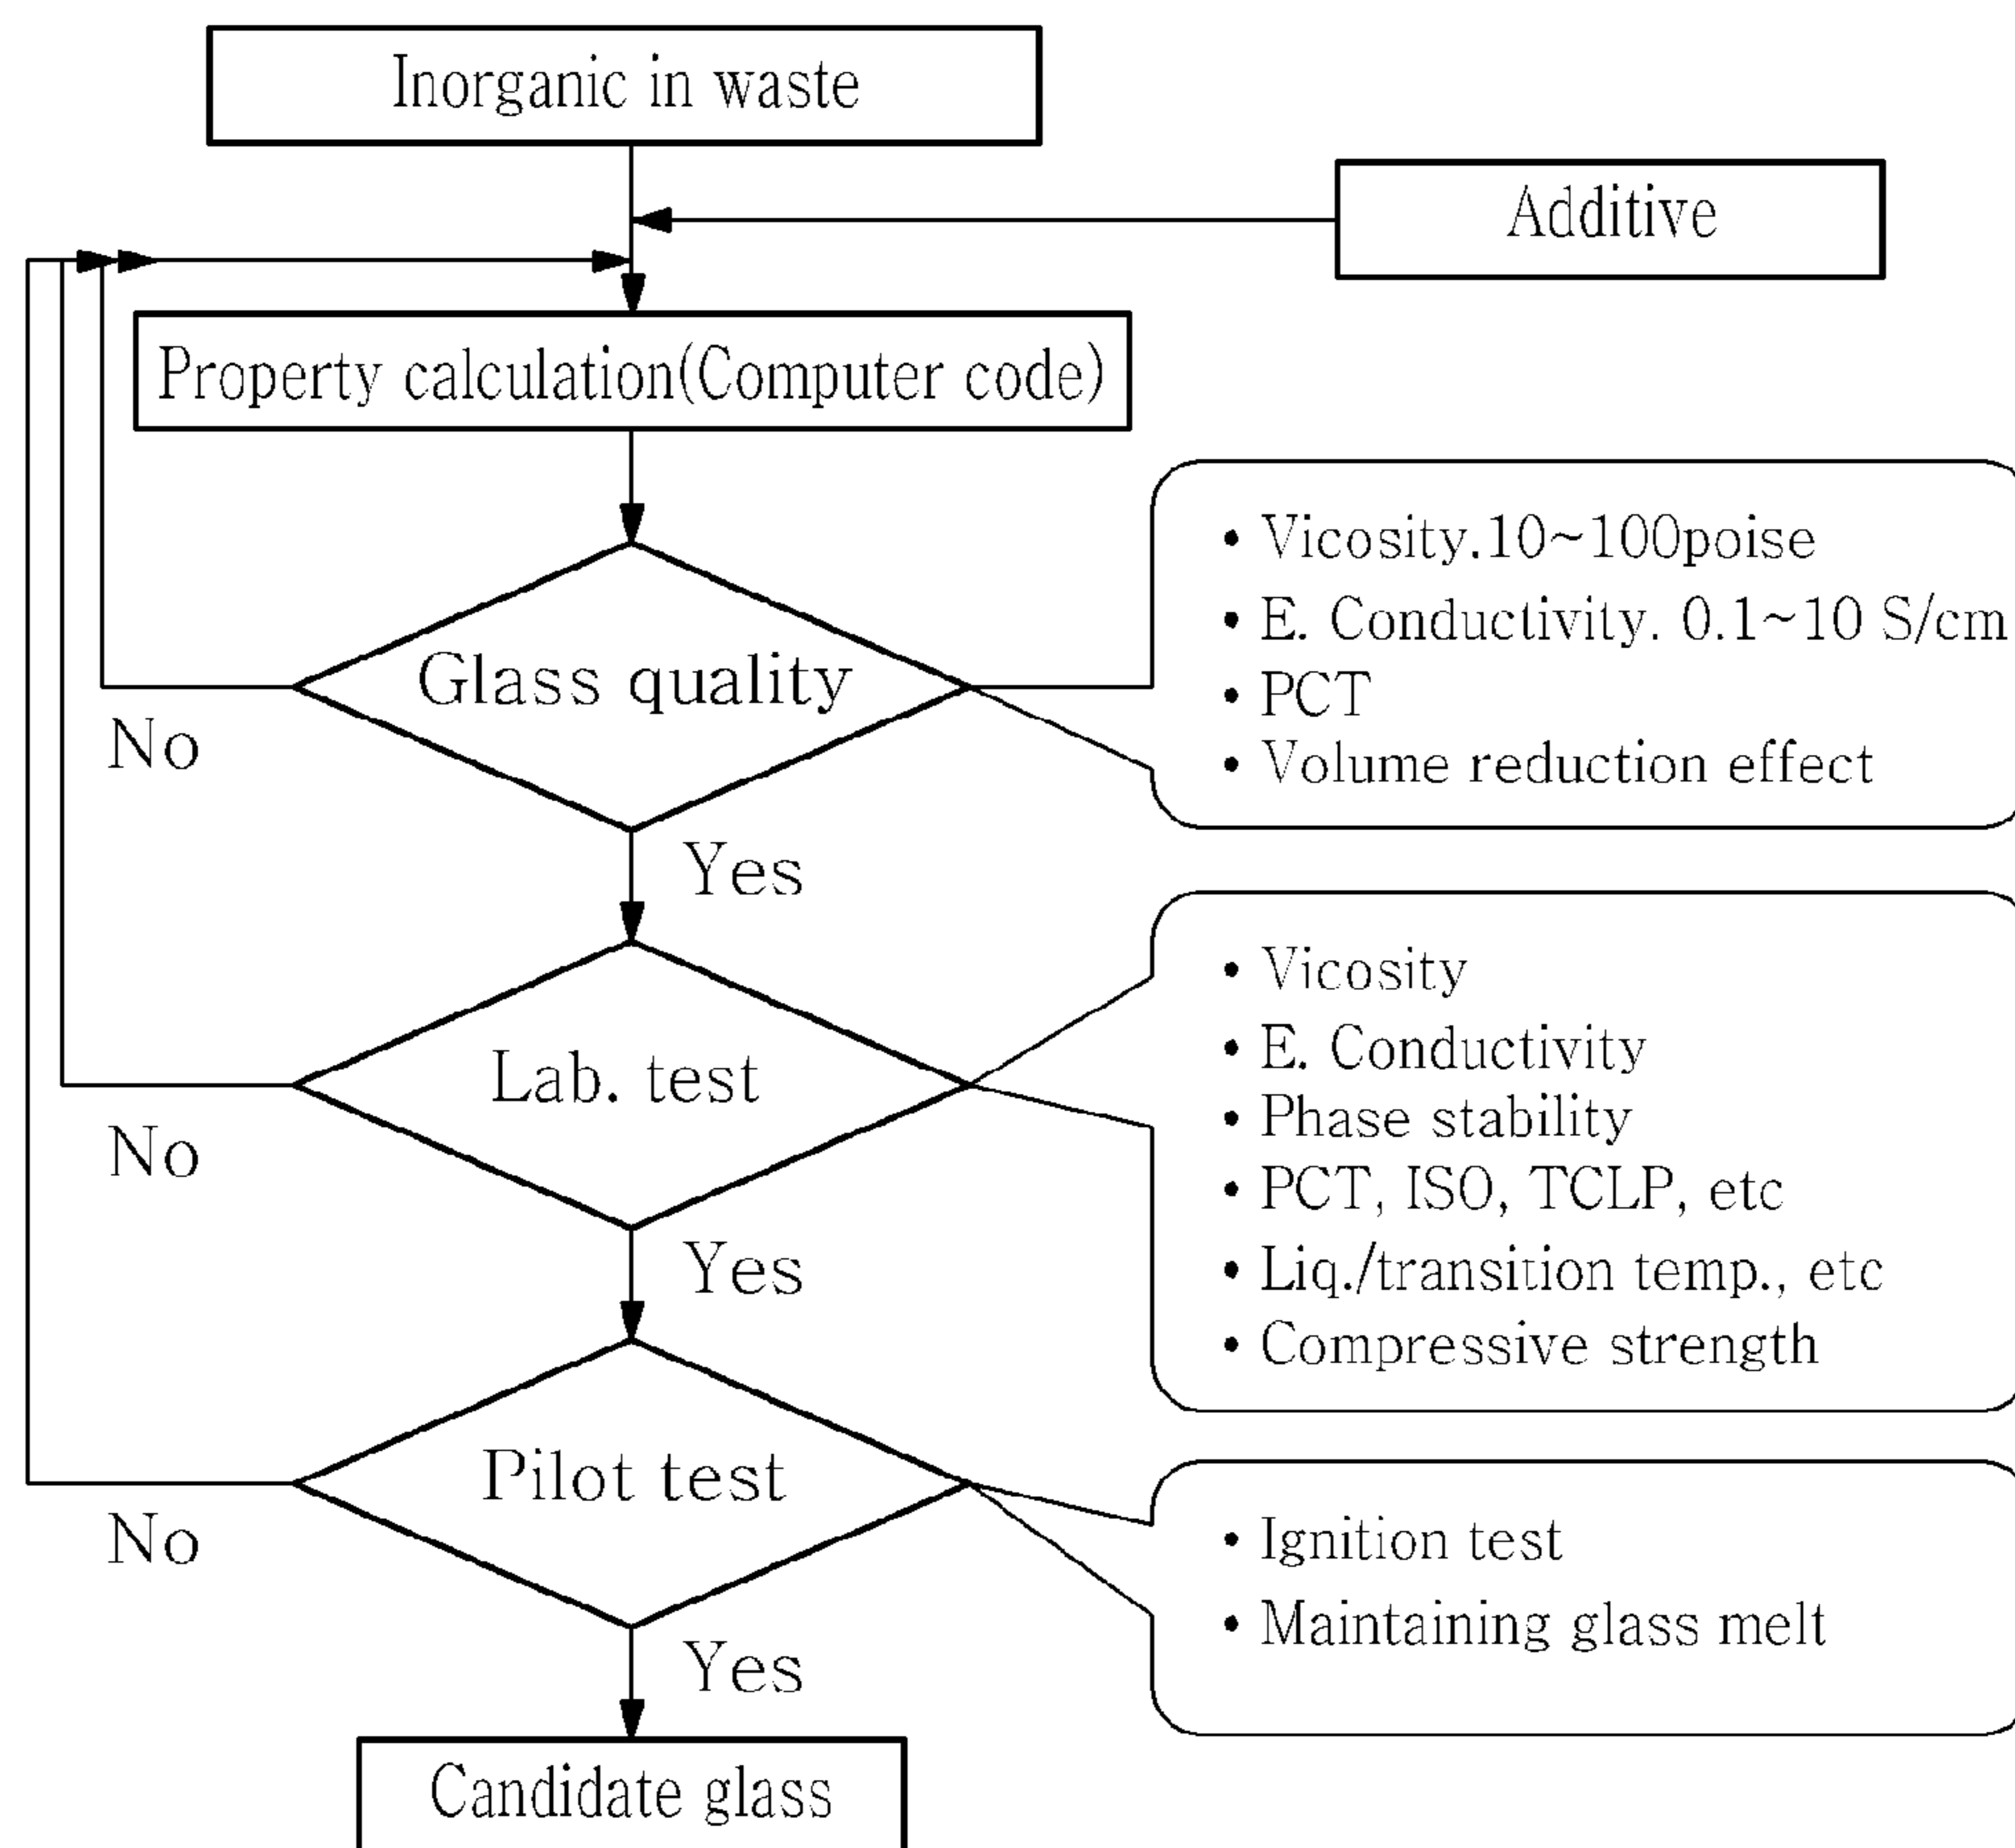 Inorganic in waste
Additive
Property calculation(Computer code)
Glass quality
No
Yes
• Vicosity.10~100poise
• E. Conductivity. 0.1~10 S/cm
• PCT
• Volume reduction effect
Lab. test
No
Yes
• Vicosity
• E. Conductivity
• Phase stability
• PCT, ISO, TCLP, etc
• Liq./transition temp., etc
• Compressive strength
Pilot test
No
Yes
• Ignition test
• Maintaining glass melt
Candidate glass